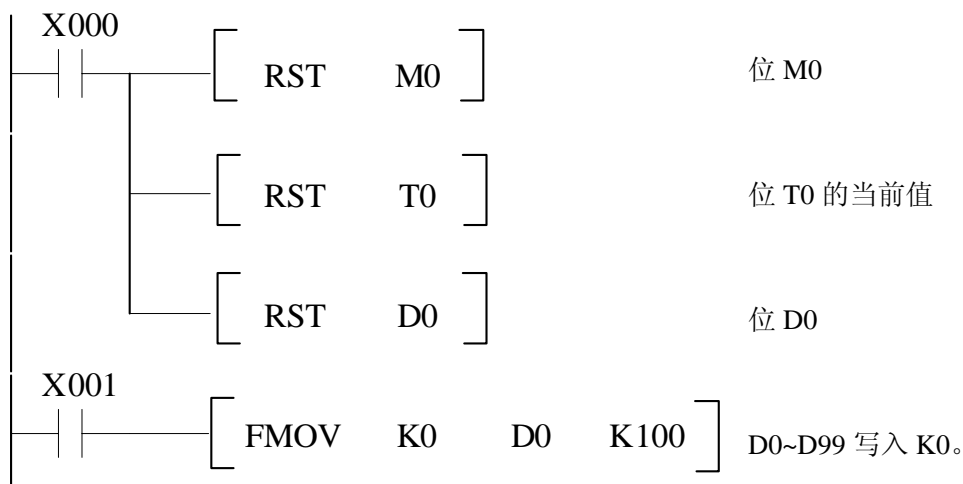 X000
RST M0 位 M0
RST T0 位 T0 的当前值
RST D0 位 D0
X001
FMOV K0 D0 K100 D0~D99 写入 K0。